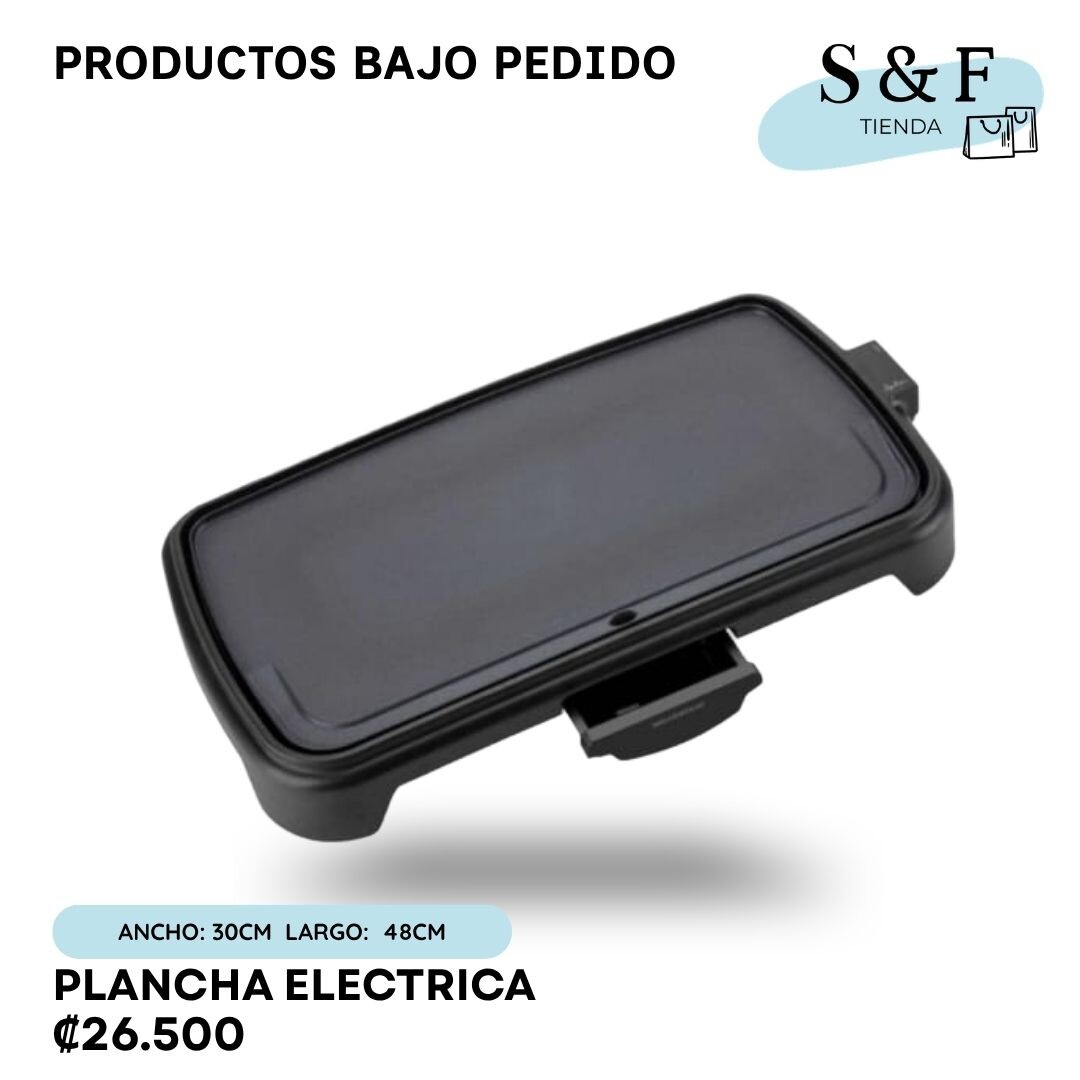 PRODUCTOS BAJO PEDIDO
S & F
TIENDA
ANCHO: 30CM LARGO: 48CM
PLANCHA ELECTRICA
₡26.500